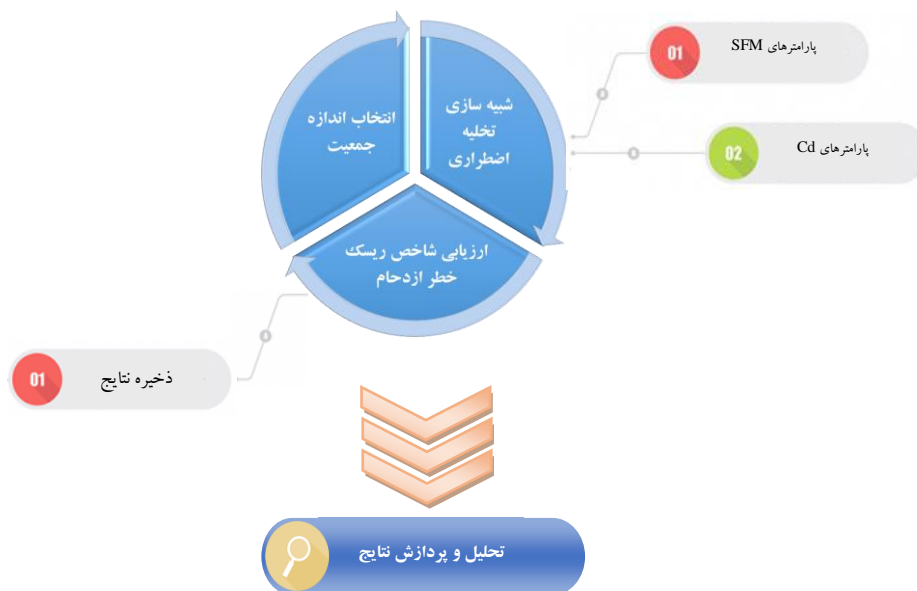 پارامترهای SFM
01
شبیه سازی
تخلیه
اضطراری
انتخاب اندازه
جمعیت
پارامترهای Cd
02
ارزیابی شاخص ریسک
خطر ازدحام
ذخیره نتایج
01
تحلیل و پردازش نتایج